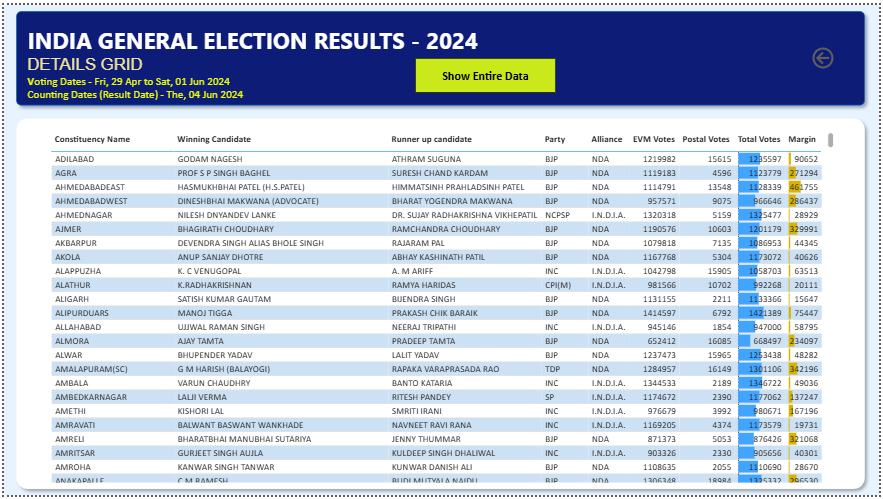 INDIA GENERAL ELECTION RESULTS - 2024
DETAILS GRID
Voting Dates - Fri, 29 Apr to Sat, 01 Jun 2024
Counting Dates (Result Date) - The, 04 Jun 2024
Show Entire Data
Constituency Name Winning Candidate Runner up candidate Party Alliance EVM Votes Postal Votes Total Votes Margin
ADILABAD GODAM NAGESH ATHRAM SUGUNA BJP NDA 1219982 15615 1235597 90652
AGRA PROF S P SINGH BAGHEL SURESH CHAND KARDAM BJP NDA 1119183 4596 1123779 271294
AHMEDABADEAST HASMUKHBHAI PATEL (H.S.PATEL) HIMMATSINH PRAHLADSINH PATEL BJP NDA 1114791 13548 1128339 461755
AHMEDABADWEST DINESHBHAI MAKWANA (ADVOCATE) BHARAT YOGENDRA MAKWANA BJP NDA 957571 9075 966646 286437
AHMEDNAGAR NILESH DNYANDEV LANKE DR. SUJAY RADHAKRISHNA VIKHEPATIL NCPSP I.N.D.I.A. 1320318 5159 1325477 28929
AJMER BHAGIRATH CHOUDHARY RAMCHANDRA CHOUDHARY BJP NDA 1190576 10603 1201179 329991
AKBARPUR DEVENDRA SINGH ALIAS BHOLE SINGH RAJARAM PAL BJP NDA 1079818 7135 1086953 44345
AKOLA ANUP SANJAY DHOTRE ABHAY KASHINATH PATIL BJP NDA 1167768 5304 1173072 40626
ALAPPUZHA K. C VENUGOPAL A. M ARIFF INC I.N.D.I.A. 1042798 15905 1058703 63513
ALATHUR K.RADHAKRISHNAN RAMYA HARIDAS CPI(M) I.N.D.I.A. 981566 10702 992268 20111
ALIGARH SATISH KUMAR GAUTAM BIJENDRA SINGH BJP NDA 1131155 2211 1133366 15647
ALIPURDUARS MANOJ TIGGA PRAKASH CHIK BARAIK BJP NDA 1414597 6792 1421389 75447
ALLAHABAD UJJWAL RAMAN SINGH NEERAJ TRIPATHI INC I.N.D.I.A. 945146 1854 947000 58795
ALMORA AJAY TAMTA PRADEEP TAMTA BJP NDA 652412 16085 668497 234097
ALWAR BHUPENDER YADAV LALIT YADAV BJP NDA 1237473 15965 1253438 48282
AMALAPURAM(SC) G M HARISH (BALAYOGI) RAPAKA VARAPRASADA RAO TDP NDA 1284957 16149 1301106 342196
AMBALA VARUN CHAUDHRY BANTO KATARIA INC I.N.D.I.A. 1344533 2189 1346722 49036
AMBEDKARNAGAR LALJI VERMA RITESH PANDEY SP I.N.D.I.A. 1174672 2390 1177062 137247
AMETHI KISHORI LAL SMRITI IRANI INC I.N.D.I.A. 976679 3992 980671 167196
AMRAVATI BALWANT BASWANT WANKHADE NAVNEET RAVI RANA INC I.N.D.I.A. 1169205 4374 1173579 19731
AMRELI BHARATBHAI MANUBHAI SUTARIYA JENNY THUMMAR BJP NDA 871373 5053 876426 321068
AMRITSAR GURJEET SINGH AUJLA KULDEEP SINGH DHALIWAL INC I.N.D.I.A. 903326 2330 905656 40301
AMROHA KANWAR SINGH TANWAR KUNWAR DANISH ALI BJP NDA 1108635 2055 1110690 28670
ANAKAPALLE C M RAMESH BUDI MUTYALA NAIDU BJP NDA 1306348 18984 1325332 296530